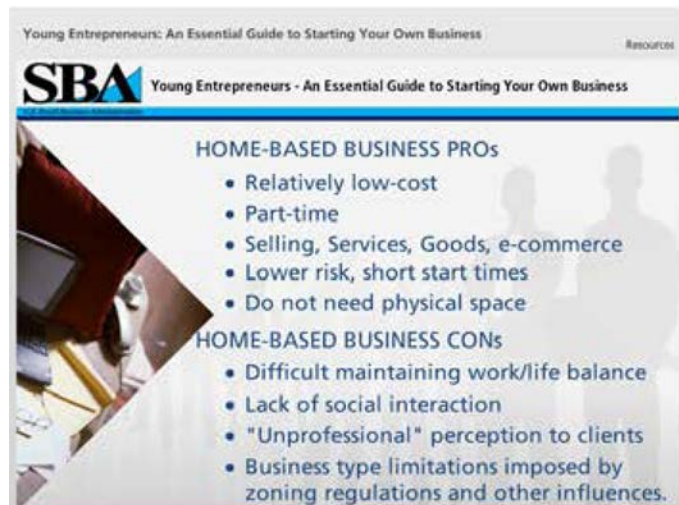 Young Entrepreneurs: An Essential Guide to Starting Your Own Business
Resources
SBA
Young Entrepreneurs - An Essential Guide to Starting Your Own Business
HOME-BASED BUSINESS PROs
• Relatively low-cost
• Part-time
• Selling, Services, Goods, e-commerce
• Lower risk, short start times
• Do not need physical space
HOME-BASED BUSINESS CONs
• Difficult maintaining work/life balance
• Lack of social interaction
• "Unprofessional" perception to clients
• Business type limitations imposed by
zoning regulations and other influences.